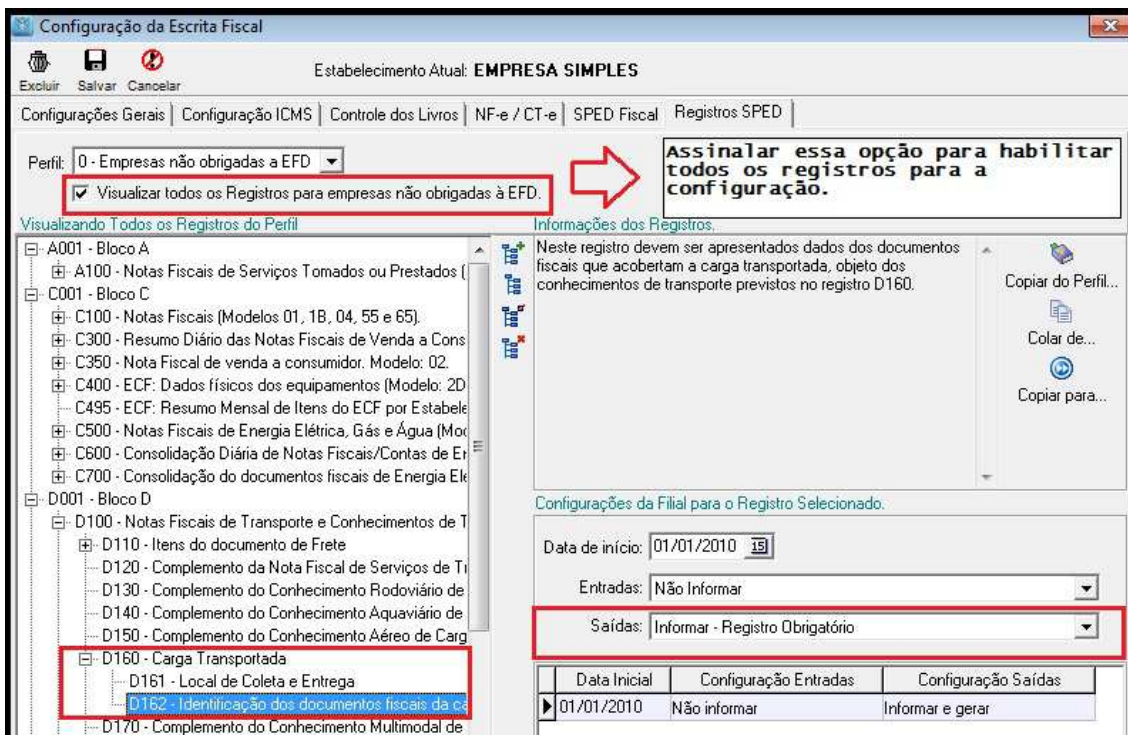 Configuração da Escrita Fiscal
Excluir Salvar Cancelar
Estabelecimento Atual: EMPRESA SIMPLES
Configurações Gerais | Configuração ICMS | Controle dos Livros | NF-e / CT-e | SPED Fiscal | Registros SPED
Perfil: 0 - Empresas não obrigadas a EFD
Visualizar todos os Registros para empresas não obrigadas à EFD.
Assinalar essa opção para habilitar
todos os registros para a
configuração.
Visualizando Todos os Registros do Perfil
A001 - Bloco A
A100 - Notas Fiscais de Serviços Tomados ou Prestados (
C001 - Bloco C
C100 - Notas Fiscais (Modelos 01, 1B, 04, 55 e 65).
C300 - Resumo Diário das Notas Fiscais de Venda a Cons
C350 - Nota Fiscal de venda a consumidor. Modelo: 02.
C400 - ECF: Dados físicos dos equipamentos (Modelo: 2D
C495 - ECF: Resumo Mensal de Itens do ECF por Estabele
C500 - Notas Fiscais de Energia Elétrica, Gás e Água (Mod
C600 - Consolidação Diária de Notas Fiscais/Contas de En
C700 - Consolidação do documentos fiscais de Energia Ele
D001 - Bloco D
D100 - Notas Fiscais de Transporte e Conhecimentos de T
D110 - Itens do documento de Frete
D120 - Complemento da Nota Fiscal de Serviços de Tr
D130 - Complemento do Conhecimento Rodoviário de
D140 - Complemento do Conhecimento Aquaviário de
D150 - Complemento do Conhecimento Aéreo de Carg
D160 - Carga Transportada
D161 - Local de Coleta e Entrega
D162 - Identificação dos documentos fiscais da ca
D170 - Complemento do Conhecimento Multimodal de
Informações dos Registros.
Neste registro devem ser apresentados dados dos documentos
fiscais que acobertam a carga transportada, objeto dos
conhecimentos de transporte previstos no registro D160.
Copiar do Perfil...
Colar de...
Copiar para...
Configurações da Filial para o Registro Selecionado.
Data de início: 01/01/2010 15
Entradas: Não Informar
Saídas: Informar - Registro Obrigatório
Data Inicial Configuração Entradas Configuração Saídas
01/01/2010 Não informar Informar e gerar